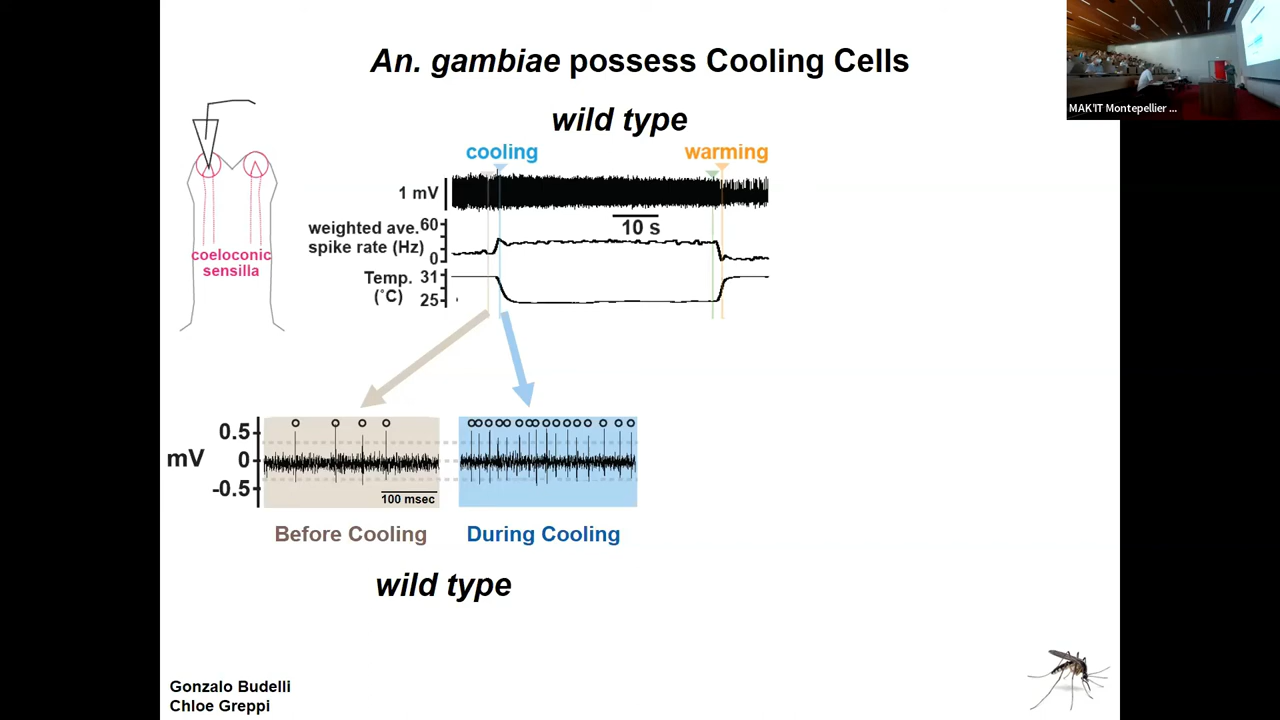 An. gambiae possess Cooling Cells
MAK'IT Montepellier ...
wild type
cooling
warming
1 mV
10 s
weighted ave.
spike rate (Hz)
60
0
Temp.
(˚C)
31
25
coeloconic
sensilla
mV
0.5
0
-0.5
100 msec
Before Cooling
During Cooling
wild type
Gonzalo Budelli
Chloe Greppi